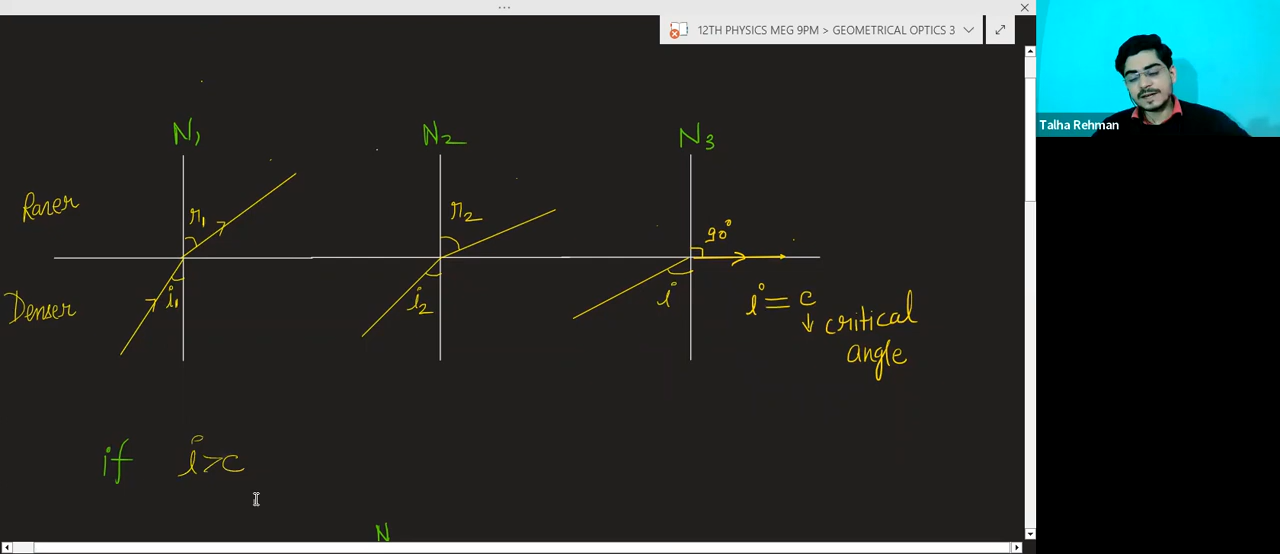 12TH PHYSICS MEG 9PM > GEOMETRICAL OPTICS 3
Talha Rehman
N₁ N₂ N₃
Rarer
r₁ r₂ 90°
Denser
i₁ i₂ i i = c
↓ critical
angle
if i>c
N